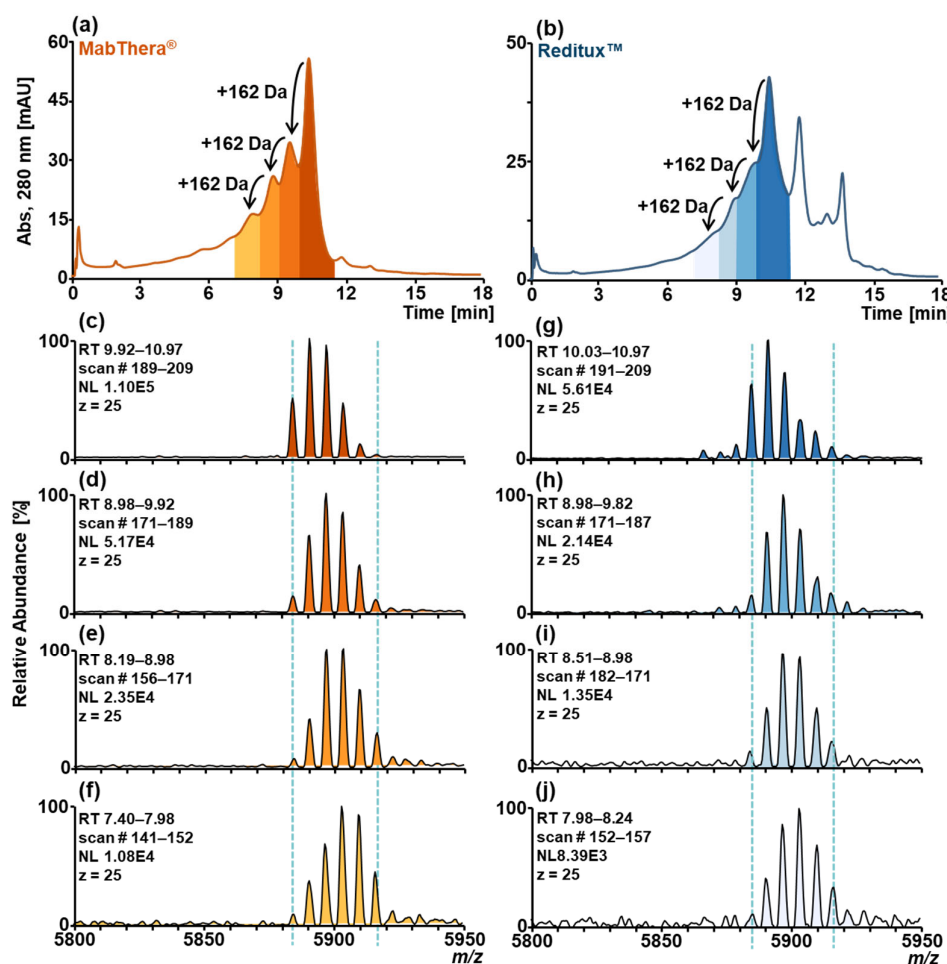 (a)
MabThera®
60
45
30
15
0
Abs, 280 nm [mAU]
+162 Da
+162 Da
+162 Da
0 3 6 9 12 15 18
Time [min]
(b)
Reditux™
50
25
0
+162 Da
+162 Da
+162 Da
0 3 6 9 12 15 18
Time [min]
Relative Abundance [%]
(c)
100
0
RT 9.92–10.97
scan # 189–209
NL 1.10E5
z = 25
(d)
100
0
RT 8.98–9.92
scan # 171–189
NL 5.17E4
z = 25
(e)
100
0
RT 8.19–8.98
scan # 156–171
NL 2.35E4
z = 25
(f)
100
0
RT 7.40–7.98
scan # 141–152
NL 1.08E4
z = 25
5800 5850 5900 5950
m/z
(g)
100
0
RT 10.03–10.97
scan # 191–209
NL 5.61E4
z = 25
(h)
100
0
RT 8.98–9.82
scan # 171–187
NL 2.14E4
z = 25
(i)
100
0
RT 8.51–8.98
scan # 182–171
NL 1.35E4
z = 25
(j)
100
0
RT 7.98–8.24
scan # 152–157
NL8.39E3
z = 25
5800 5850 5900 5950
m/z